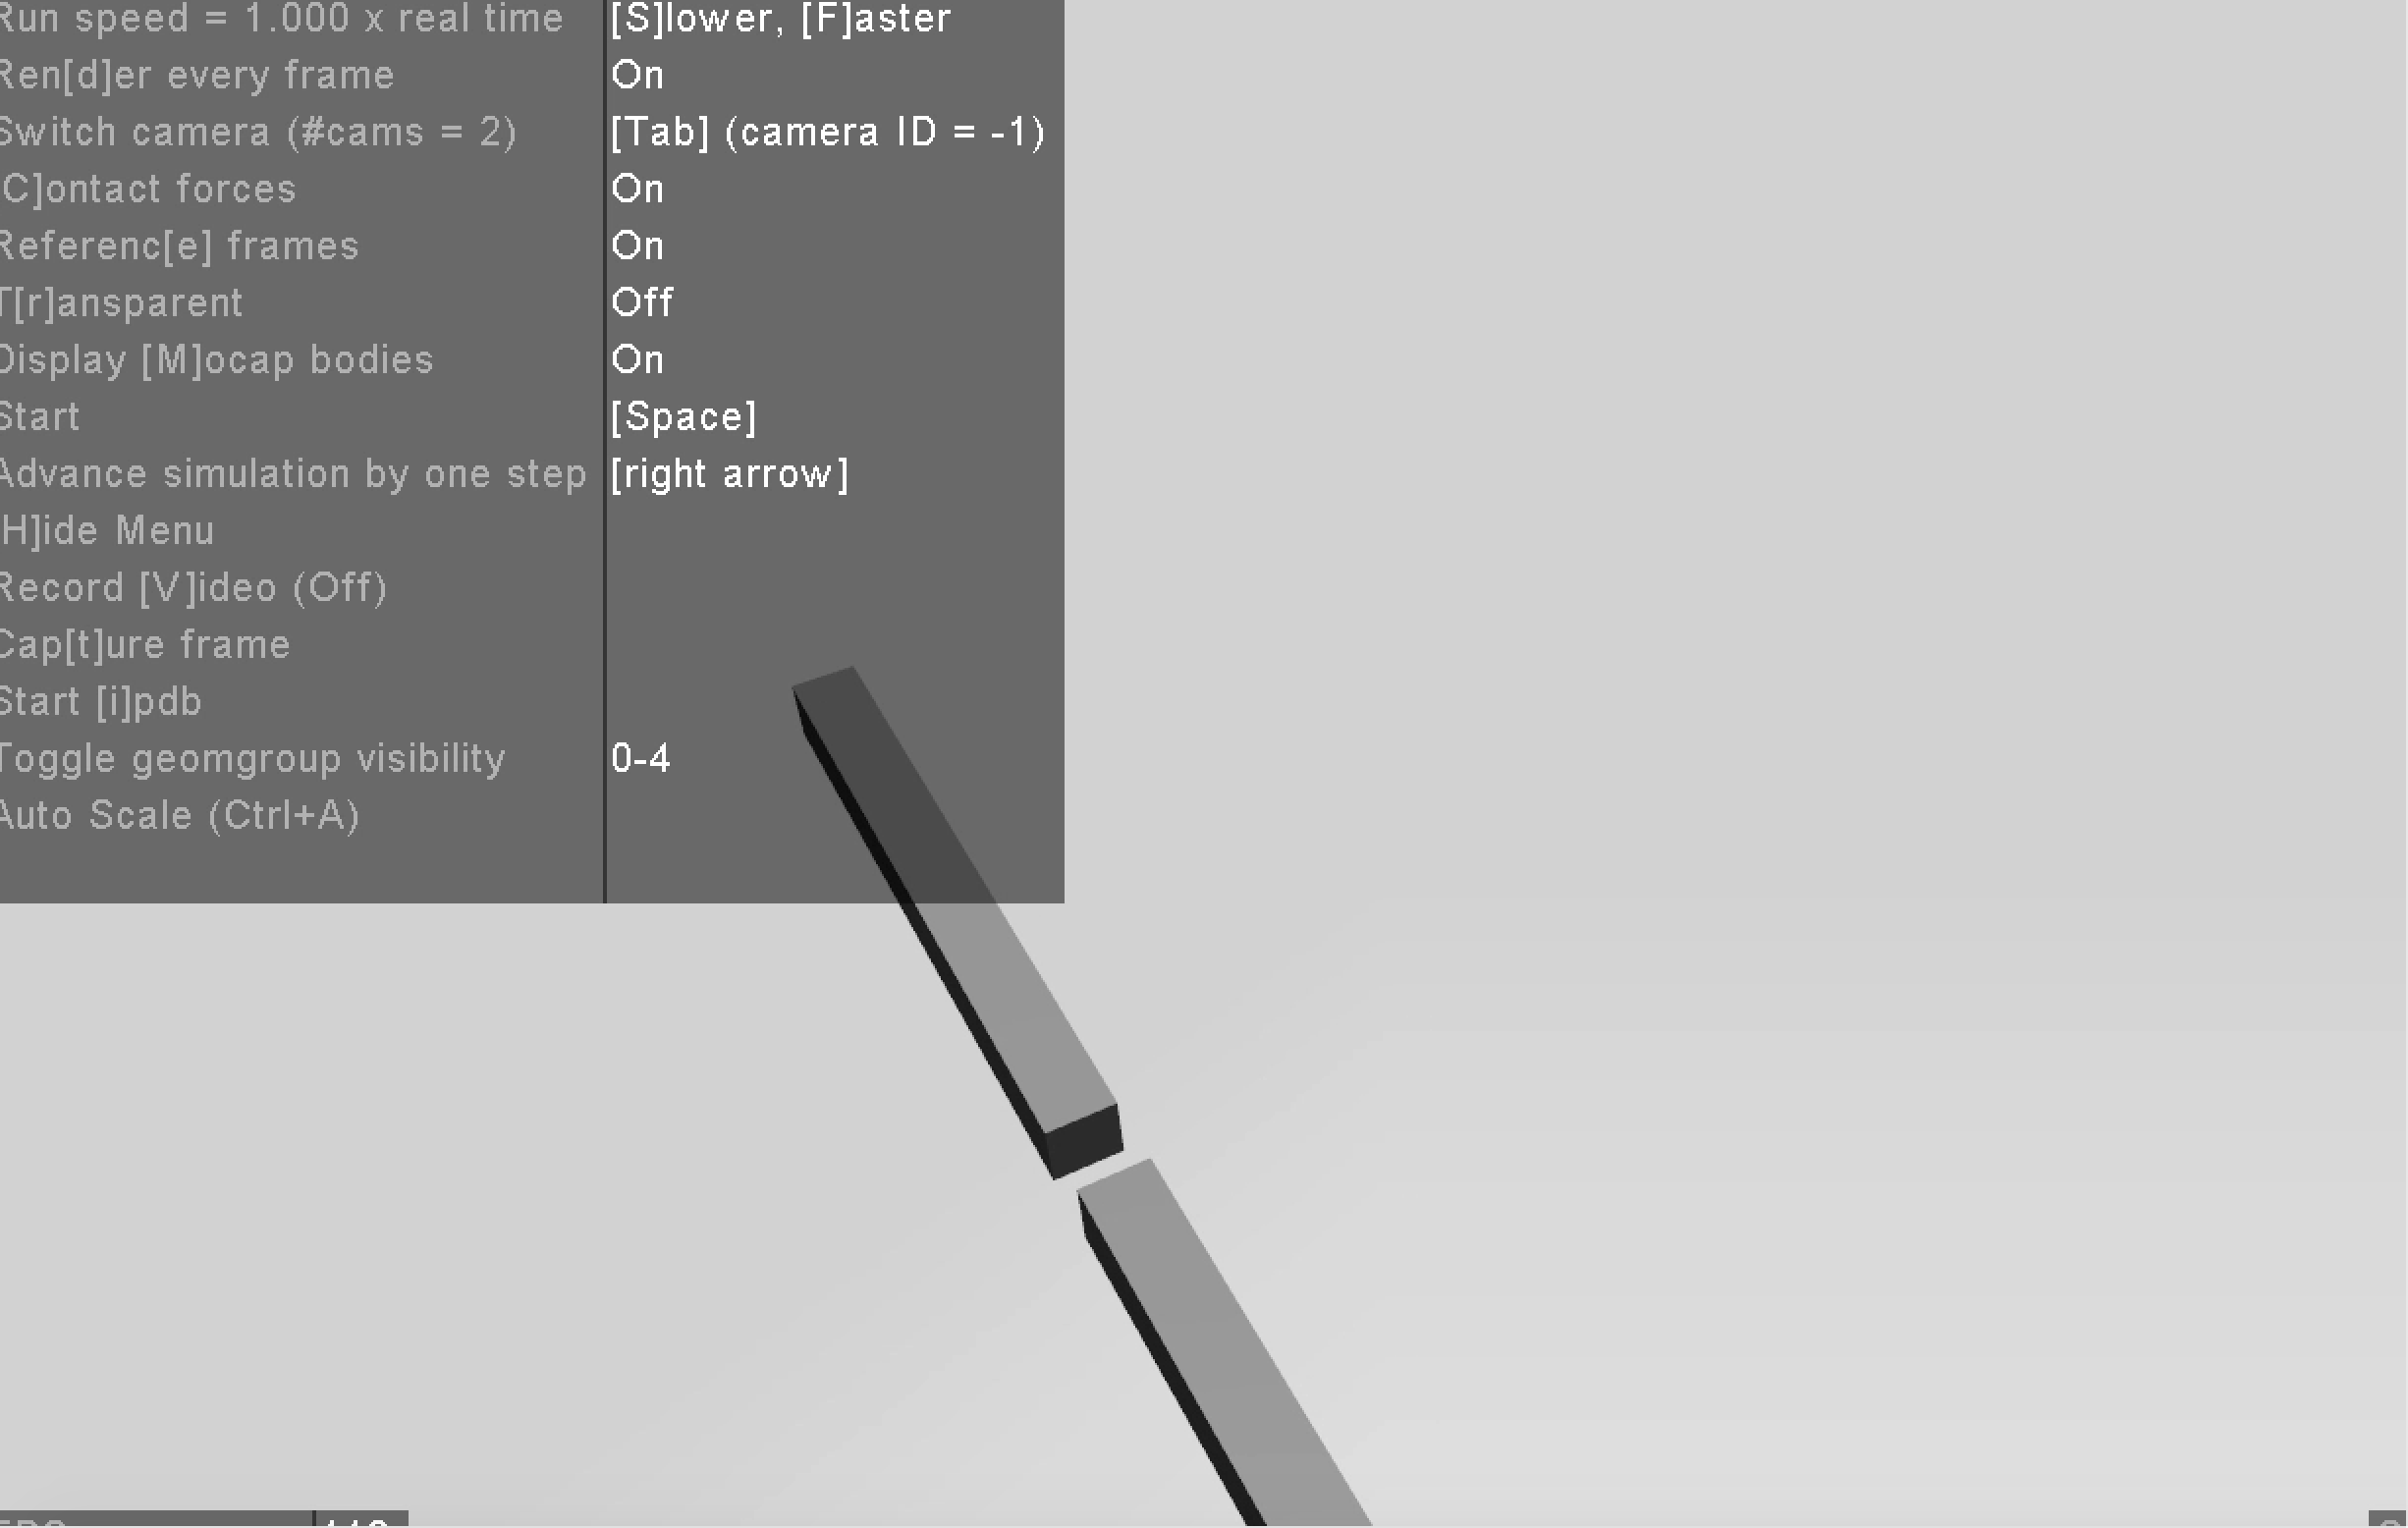 Run speed = 1.000 x real time [S]lower, [F]aster
Ren[d]er every frame On
Switch camera (#cams = 2) [Tab] (camera ID = -1)
[C]ontact forces On
Referenc[e] frames On
T[r]ansparent Off
Display [M]ocap bodies On
Start [Space]
Advance simulation by one step [right arrow]
[H]ide Menu
Record [V]ideo (Off)
Cap[t]ure frame
Start [i]pdb
Toggle geomgroup visibility 0-4
Auto Scale (Ctrl+A)